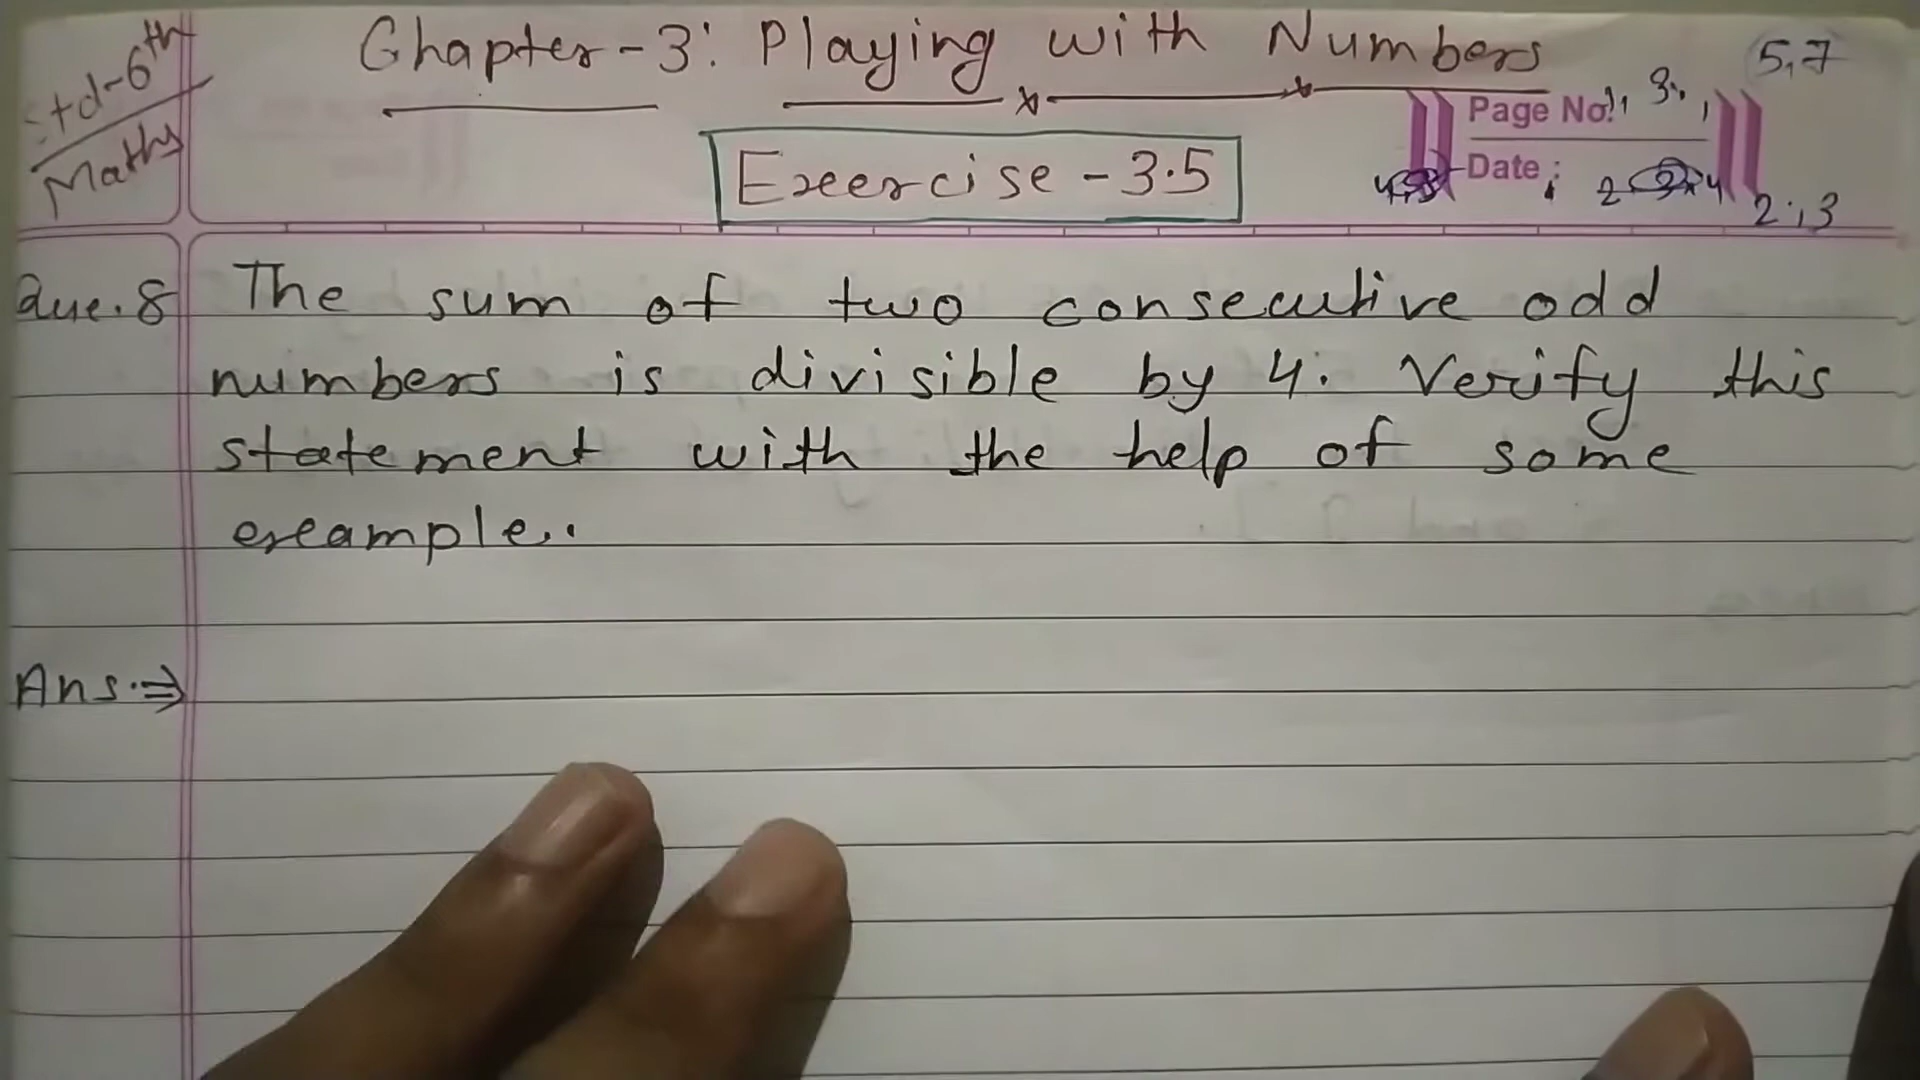 Std-6th
Maths
Chapter-3: Playing with Numbers
5,7
Page No.: 3.
Exercise - 3.5
Date:
2,3
Que.8 The sum of two consecutive odd
numbers is divisible by 4. Verify this
statement with the help of some
example..
Ans.⇒